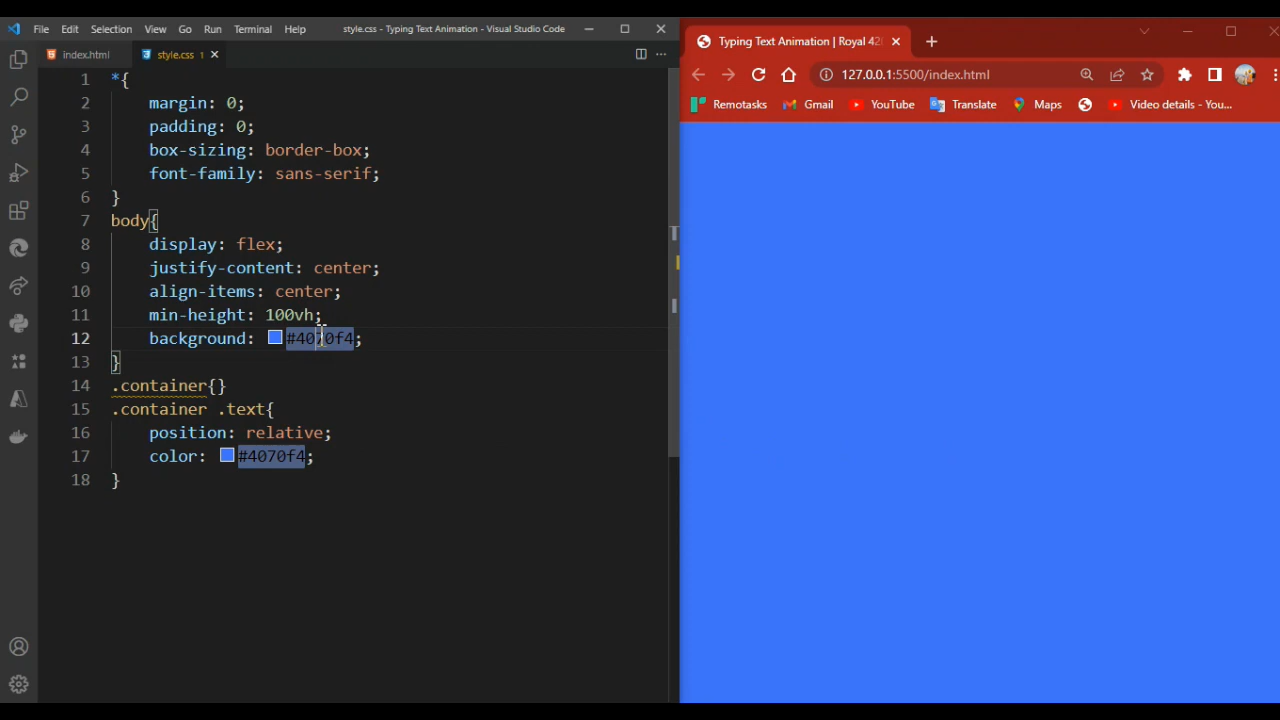 File Edit Selection View Go Run Terminal Help style.css - Typing Text Animation - Visual Studio Code
index.html style.css 1
1 *{
2 margin: 0;
3 padding: 0;
4 box-sizing: border-box;
5 font-family: sans-serif;
6 }
7 body{
8 display: flex;
9 justify-content: center;
10 align-items: center;
11 min-height: 100vh;
12 background: #4070f4;
13 }
14 .container{}
15 .container .text{
16 position: relative;
17 color: #4070f4;
18 }
Typing Text Animation | Royal 42
127.0.0.1:5500/index.html
Remotasks Gmail YouTube Translate Maps Video details - You...